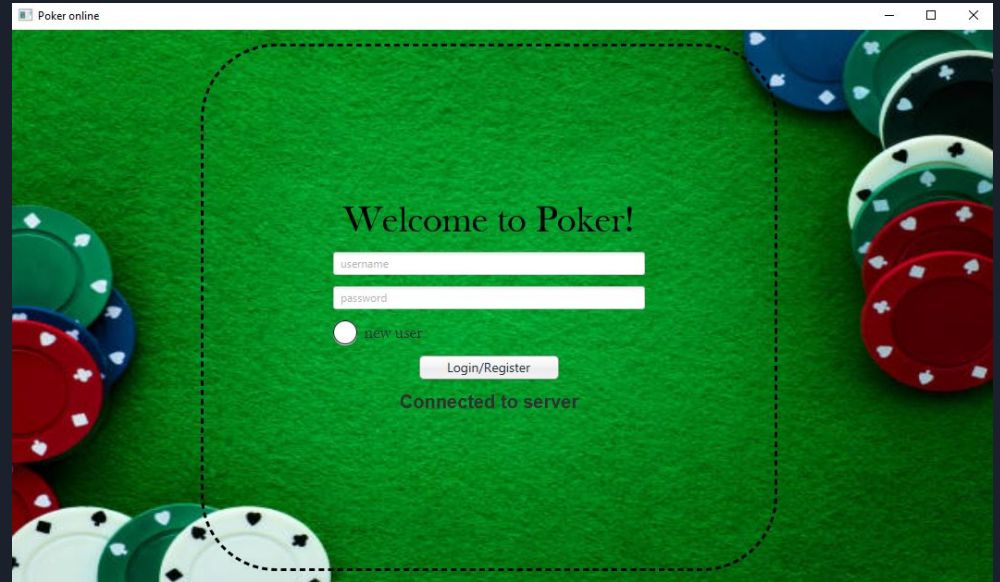 Poker online
Welcome to Poker!
username
password
new user
Login/Register
Connected to server